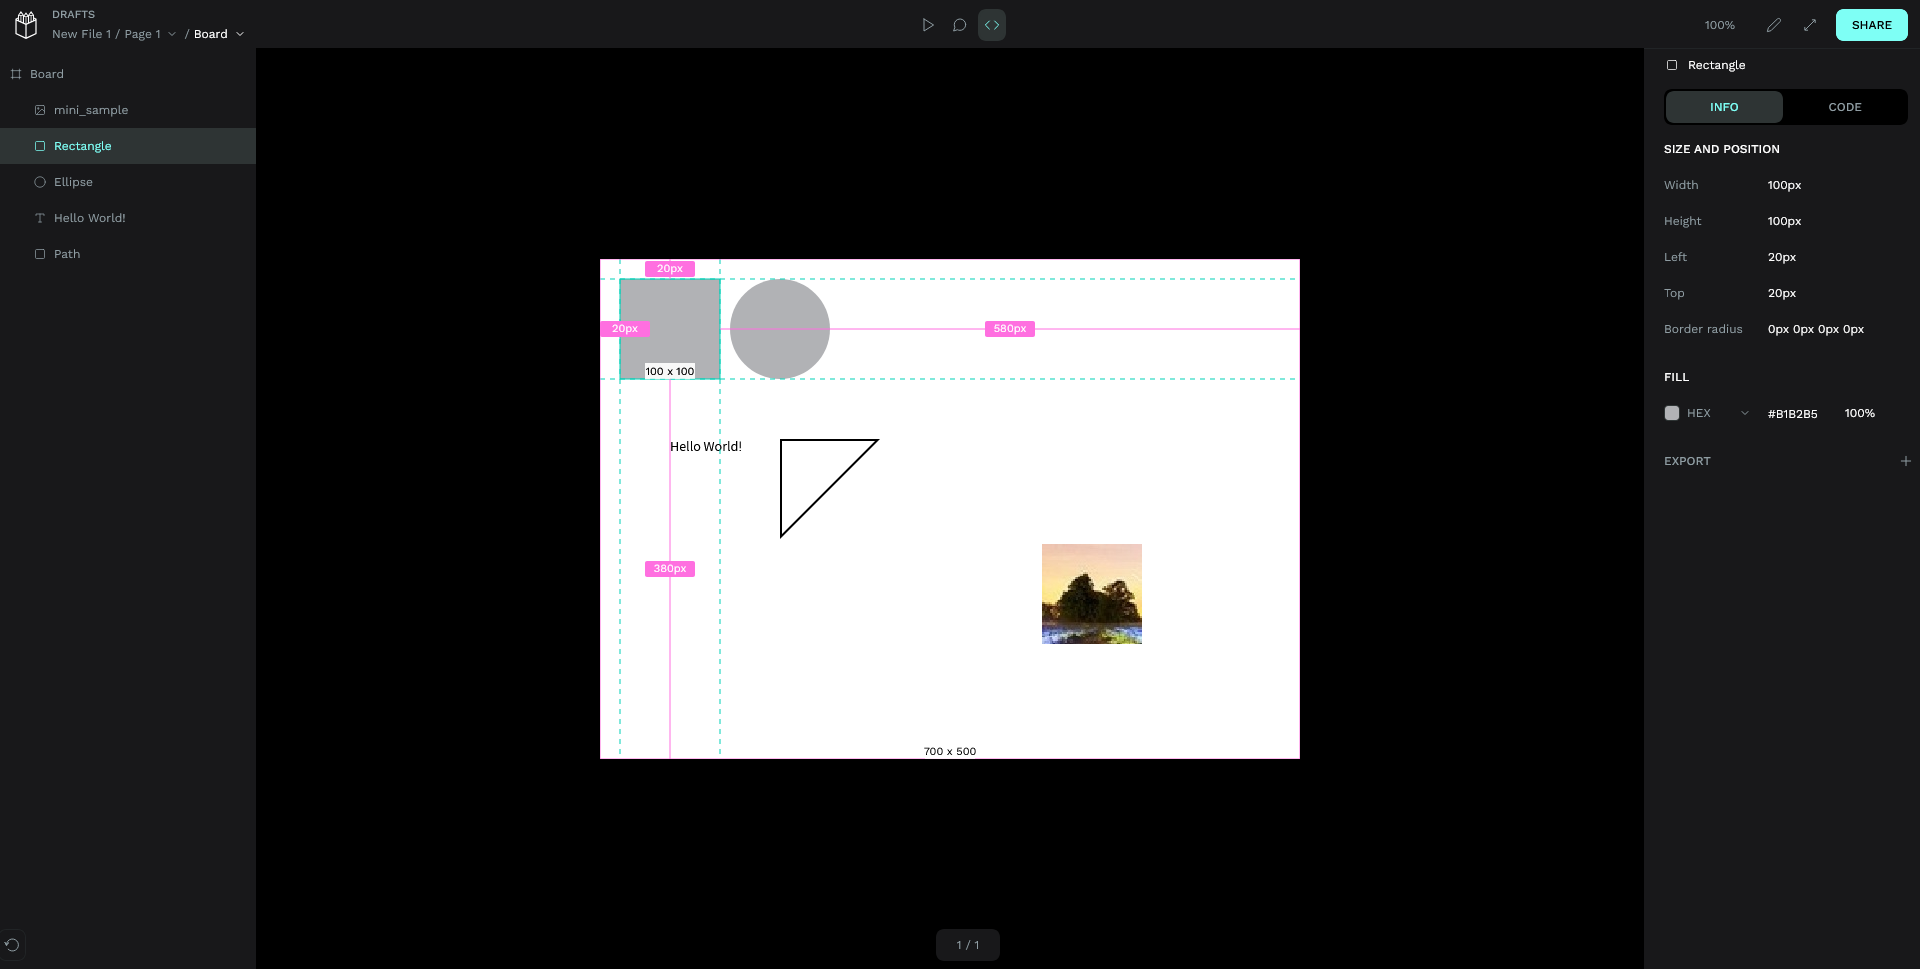 DRAFTS
New File 1 / Page 1 / Board
100%
SHARE
Board
mini_sample
Rectangle
Ellipse
Hello World!
Path
20px
20px
580px
100 x 100
Hello World!
380px
700 x 500
1 / 1
Rectangle
INFO CODE
SIZE AND POSITION
Width 100px
Height 100px
Left 20px
Top 20px
Border radius 0px 0px 0px 0px
FILL
HEX #B1B2B5 100%
EXPORT